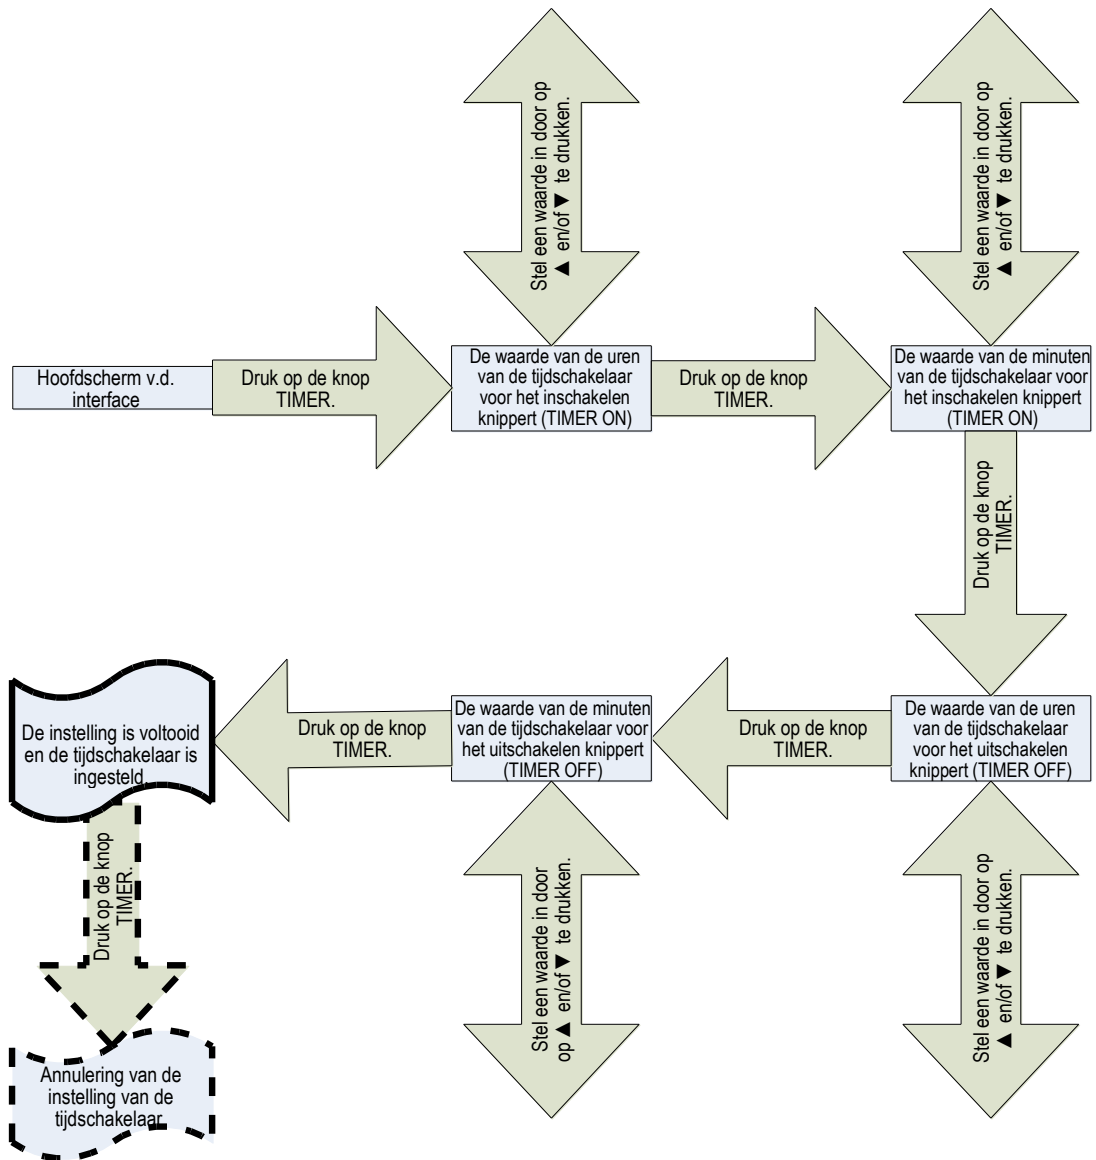 Stel een waarde in door op
▲ en/of ▼ te drukken.
Stel een waarde in door op
▲ en/of ▼ te drukken.
Hoofdscherm v.d.
interface
Druk op de knop
TIMER.
De waarde van de uren
van de tijdschakelaar
voor het inschakelen
knippert (TIMER ON)
Druk op de knop
TIMER.
De waarde van de minuten
van de tijdschakelaar voor
het inschakelen knippert
(TIMER ON)
Druk op de knop
TIMER.
De waarde van de uren
van de tijdschakelaar
voor het uitschakelen
knippert (TIMER OFF)
Stel een waarde in door op
▲ en/of ▼ te drukken.
Druk op de knop
TIMER.
De waarde van de minuten
van de tijdschakelaar voor
het uitschakelen knippert
(TIMER OFF)
Stel een waarde in door
op ▲ en/of ▼ te drukken.
Druk op de knop
TIMER.
De instelling is voltooid
en de tijdschakelaar is
ingesteld.
Druk op de knop
TIMER.
Annulering van de
instelling van de
tijdschakelaar.